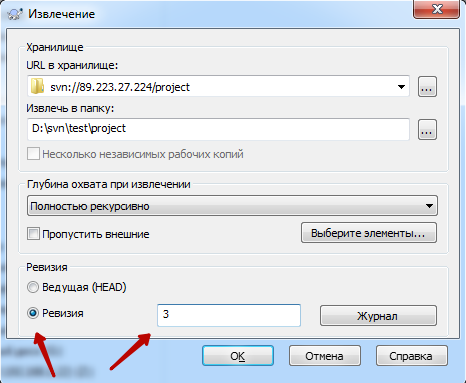 Извлечение
Хранилище
URL в хранилище:
svn://89.223.27.224/project
...
Извлечь в папку:
D:\svn\test\project
...
Несколько независимых рабочих копий
Глубина охвата при извлечении
Полностью рекурсивно
Пропустить внешние
Выберите элементы...
Ревизия
Ведущая (HEAD)
Ревизия
3
Журнал
OK
Отмена
Справка